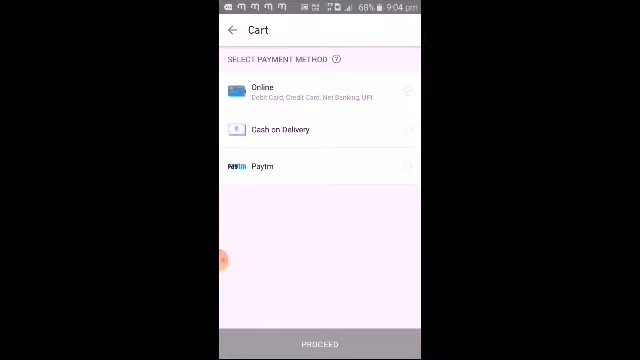 68% 9:04 pm
Cart
SELECT PAYMENT METHOD ?
Online
Debit Card, Credit Card, Net Banking, UPI
Cash on Delivery
Paytm Paytm
PROCEED